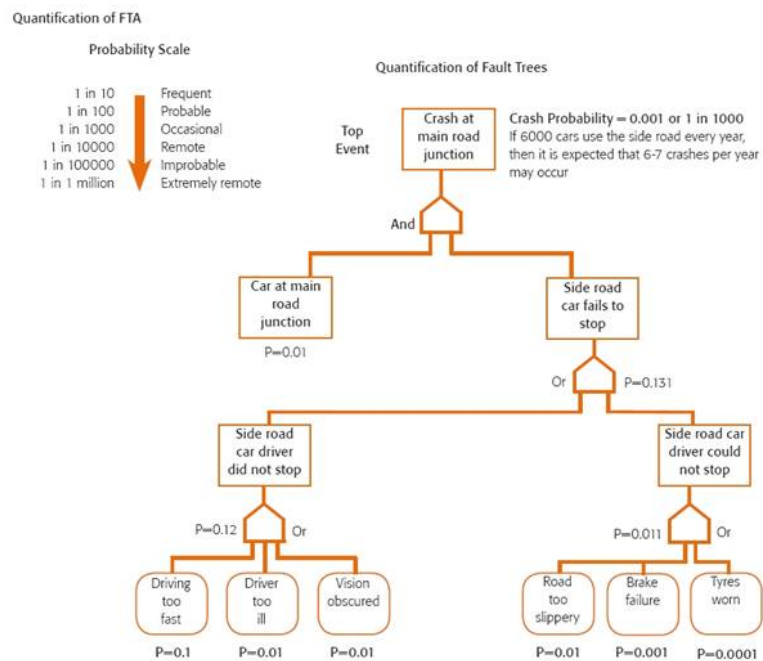 Quantification of FTA
Probability Scale
1 in 10 Frequent
1 in 100 Probable
1 in 1000 Occasional
1 in 10000 Remote
1 in 100000 Improbable
1 in 1 million Extremely remote
Quantification of Fault Trees
Top
Event
Crash at
main road
junction
Crash Probability = 0.001 or 1 in 1000
If 6000 cars use the side road every year,
then it is expected that 6-7 crashes per year
may occur
And
Car at main
road
junction
P=0.01
Side road
car fails to
stop
Or
P=0.131
Side road
car driver
did not stop
P=0.12
Or
Side road car
driver could
not stop
P=0.011
Or
Driving
too
fast
P=0.1
Driver
too
ill
P=0.01
Vision
obscured
P=0.01
Road
too
slippery
P=0.01
Brake
failure
P=0.001
Tyres
worn
P=0.0001